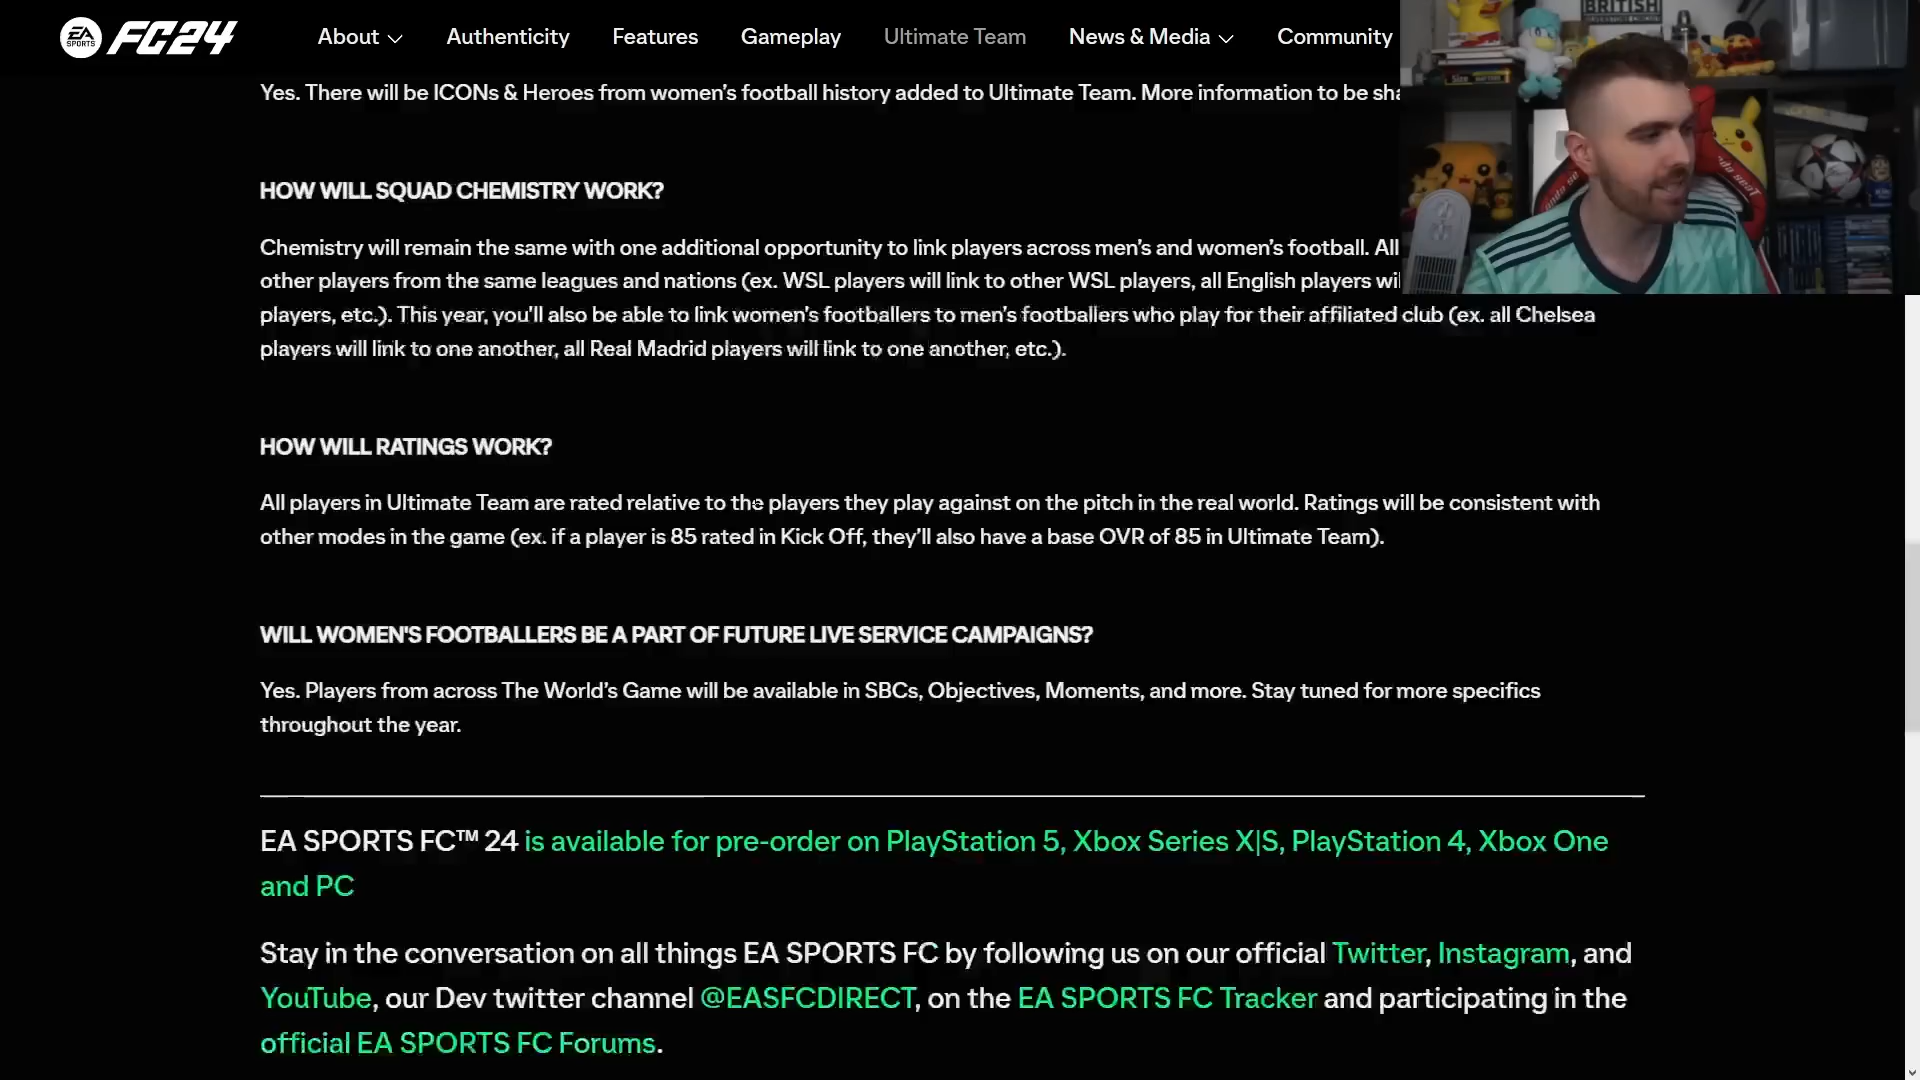 EA SPORTS FC24 About Authenticity Features Gameplay Ultimate Team News & Media Community
BRITISH
Yes. There will be ICONs & Heroes from women's football history added to Ultimate Team. More information to be sha
HOW WILL SQUAD CHEMISTRY WORK?
Chemistry will remain the same with one additional opportunity to link players across men's and women's football. All
other players from the same leagues and nations (ex. WSL players will link to other WSL players, all English players wil
players, etc.). This year, you'll also be able to link women's footballers to men's footballers who play for their affiliated club (ex. all Chelsea
players will link to one another, all Real Madrid players will link to one another, etc.).
HOW WILL RATINGS WORK?
All players in Ultimate Team are rated relative to the players they play against on the pitch in the real world. Ratings will be consistent with
other modes in the game (ex. if a player is 85 rated in Kick Off, they'll also have a base OVR of 85 in Ultimate Team).
WILL WOMEN'S FOOTBALLERS BE A PART OF FUTURE LIVE SERVICE CAMPAIGNS?
Yes. Players from across The World's Game will be available in SBCs, Objectives, Moments, and more. Stay tuned for more specifics
throughout the year.
EA SPORTS FC™ 24 is available for pre-order on PlayStation 5, Xbox Series X|S, PlayStation 4, Xbox One
and PC
Stay in the conversation on all things EA SPORTS FC by following us on our official Twitter, Instagram, and
YouTube, our Dev twitter channel @EASFCDIRECT, on the EA SPORTS FC Tracker and participating in the
official EA SPORTS FC Forums.